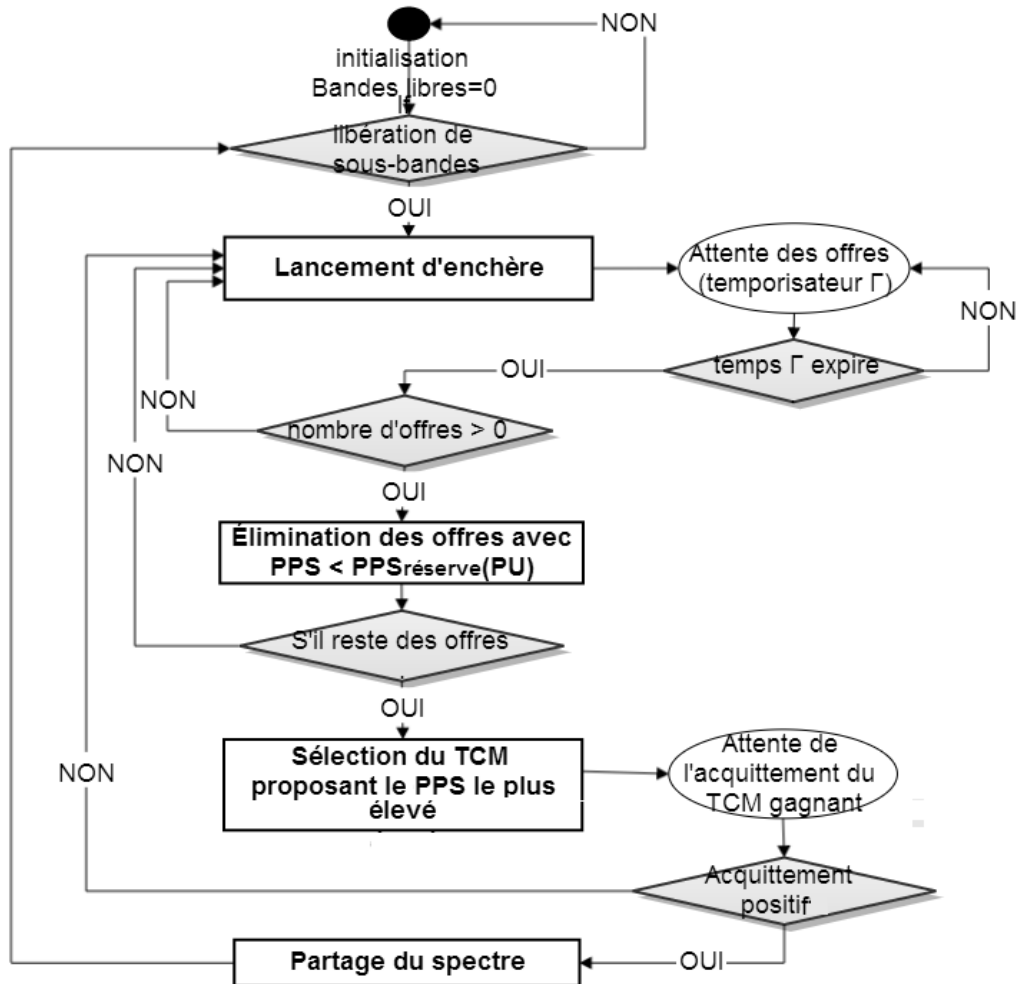 NON
initialisation
Bandes libres=0
If
libération de
sous-bandes
OUI
Lancement d'enchère
Attente des offres
(temporisateur Γ)
NON
temps Γ expire
OUI
NON
nombre d'offres > 0
NON
OUI
Élimination des offres avec
PPS < PPSréserve(PU)
S'il reste des offres
OUI
Sélection du TCM
proposant le PPS le plus
élevé
Attente de
l'acquittement du
TCM gagnant
NON
Acquittement
positif
Partage du spectre
OUI